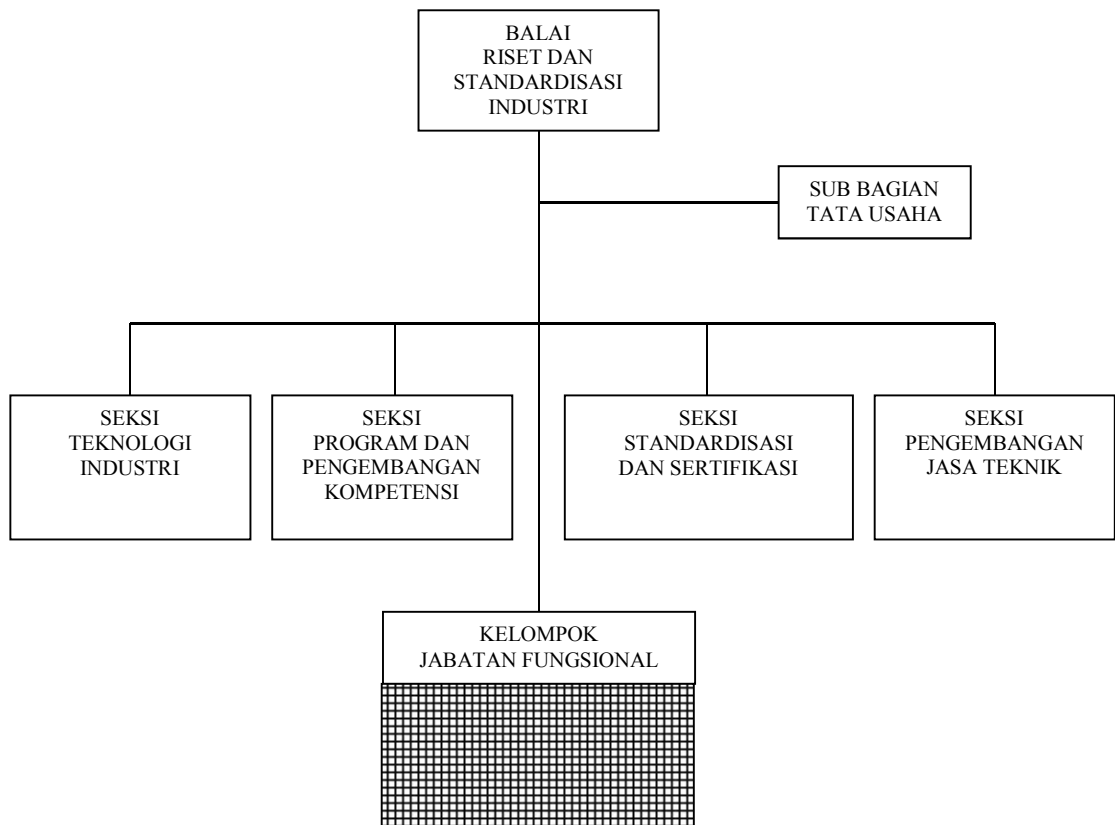 BALAI
RISET DAN
STANDARDISASI
INDUSTRI
SUB BAGIAN
TATA USAHA
SEKSI
TEKNOLOGI
INDUSTRI
SEKSI
PROGRAM DAN
PENGEMBANGAN
KOMPETENSI
SEKSI
STANDARDISASI
DAN SERTIFIKASI
SEKSI
PENGEMBANGAN
JASA TEKNIK
KELOMPOK
JABATAN FUNGSIONAL